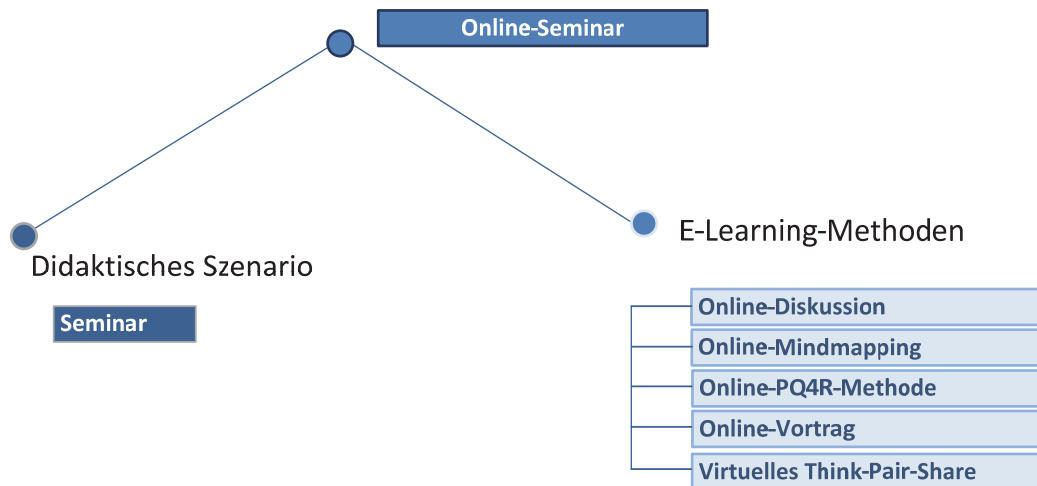 Online-Seminar
Didaktisches Szenario
Seminar
E-Learning-Methoden
Online-Diskussion
Online-Mindmapping
Online-PQ4R-Methode
Online-Vortrag
Virtuelles Think-Pair-Share